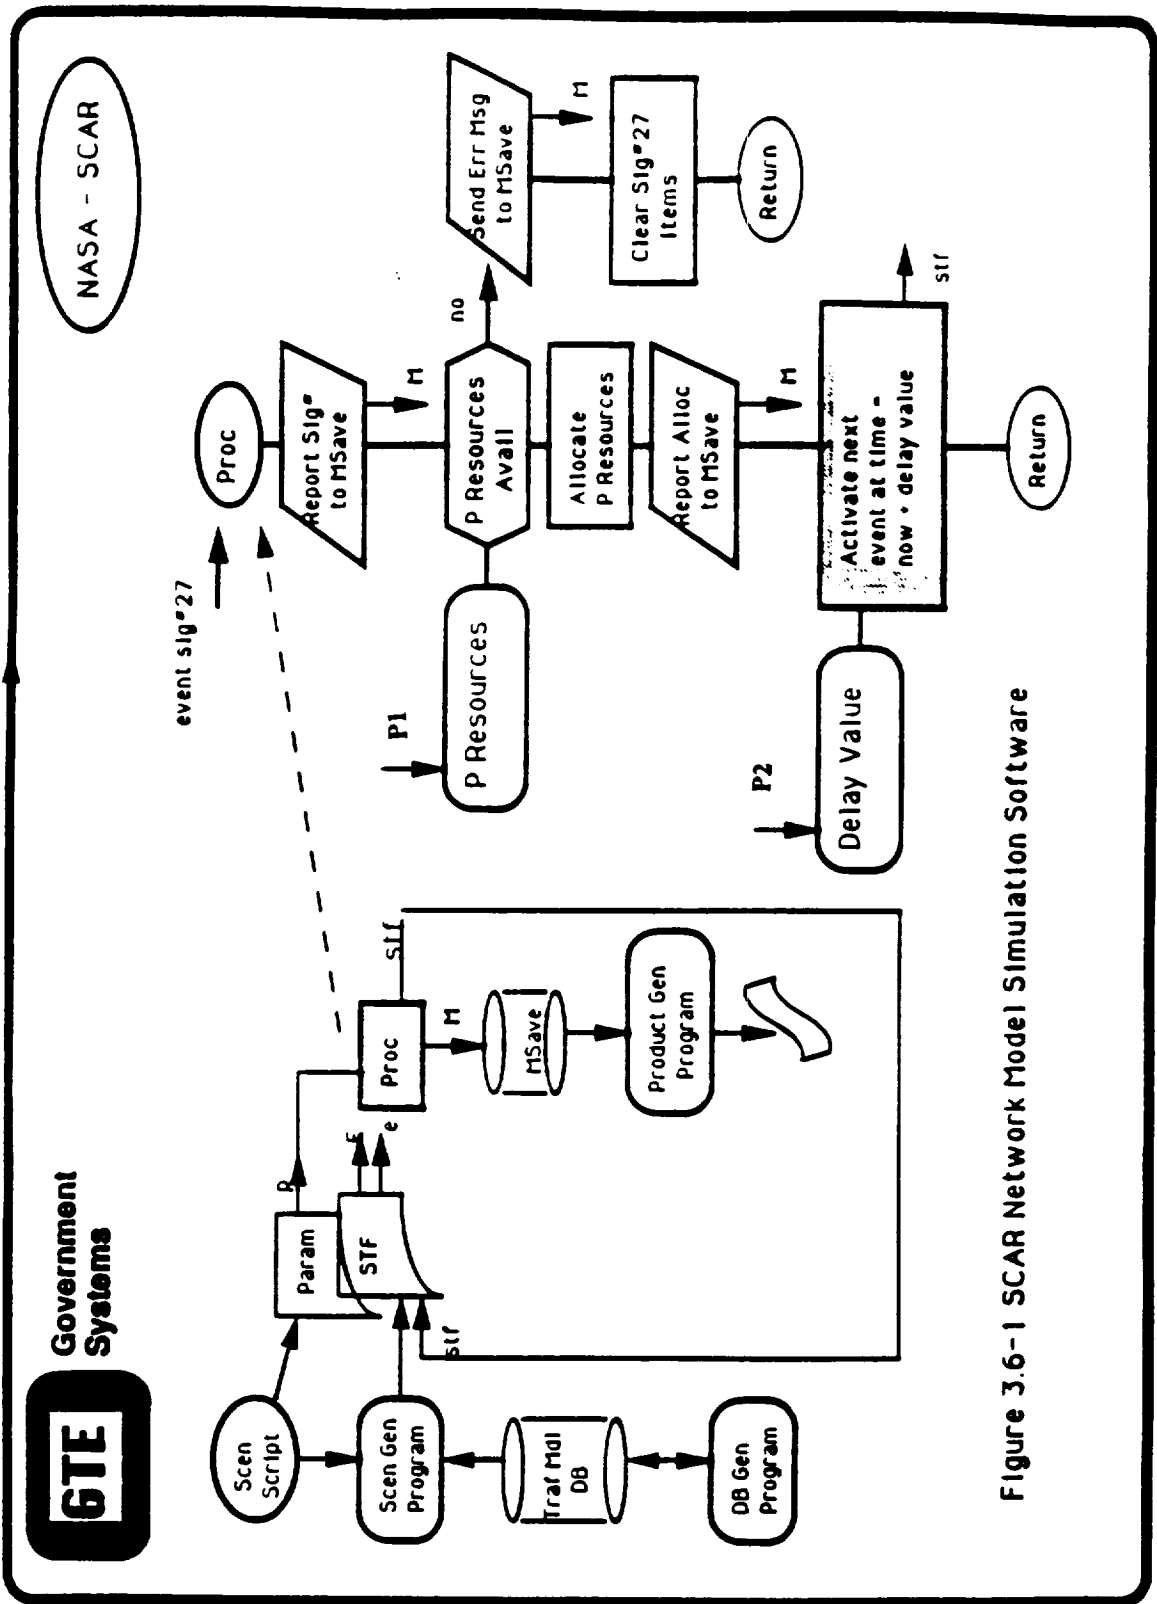 GTE
Government
Systems
NASA - SCAR
Scen
Script
Param
P
STF
E
e
stf
Scen Gen
Program
Traf Mdl
DB
DB Gen
Program
Proc
Stf
M
MSave
Product Gen
Program
event sig#27
Proc
Report Sig#
to MSave
M
P1
P Resources
P Resources
Avail
no
Send Err Msg
to MSave
M
Clear Sig#27
Items
Return
Allocate
P Resources
Report Alloc
to MSave
M
P2
Delay Value
Activate next
event at time =
now + delay value
stf
Return
Figure 3.6-1 SCAR Network Model Simulation Software